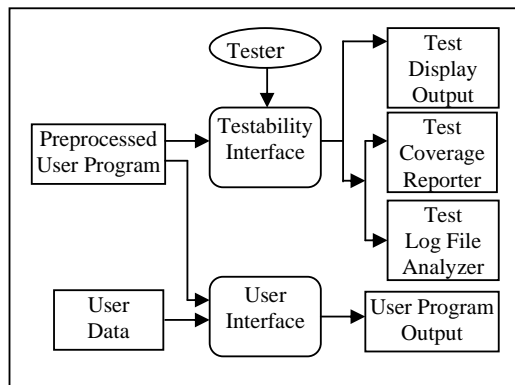 Tester
Test
Display
Output
Preprocessed
User Program
Testability
Interface
Test
Coverage
Reporter
Test
Log File
Analyzer
User
Data
User
Interface
User Program
Output